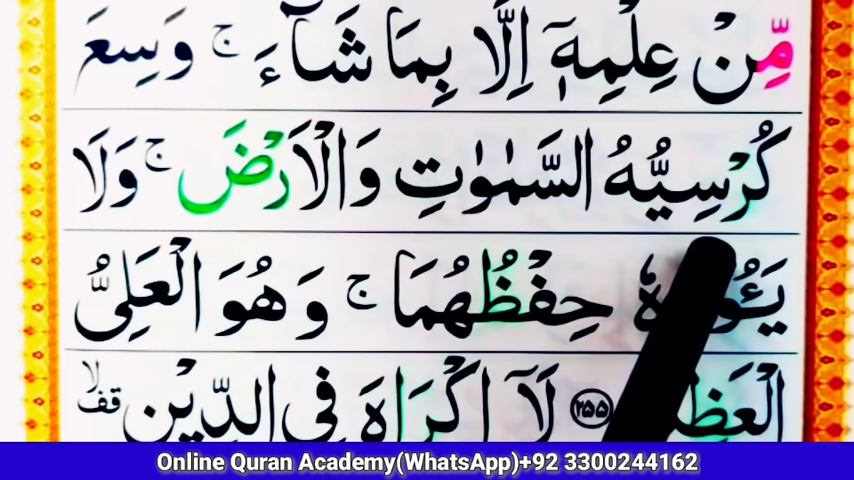 مِّنْ عِلْمِهٖۤ اِلَّا بِمَا شَآءَ ۚ وَسِعَ
كُرْسِيُّهُ السَّمٰوٰتِ وَالْاَرْضَ ۚ وَلَا
حِفْظُهُمَا ۚ وَهُوَ الْعَلِيُّ
لَاۤ اِكْرَاهَ فِي الدِّيْنِ ۟ۙ قف ﴿۲۵۵﴾
Online Quran Academy(WhatsApp)+92 3300244162